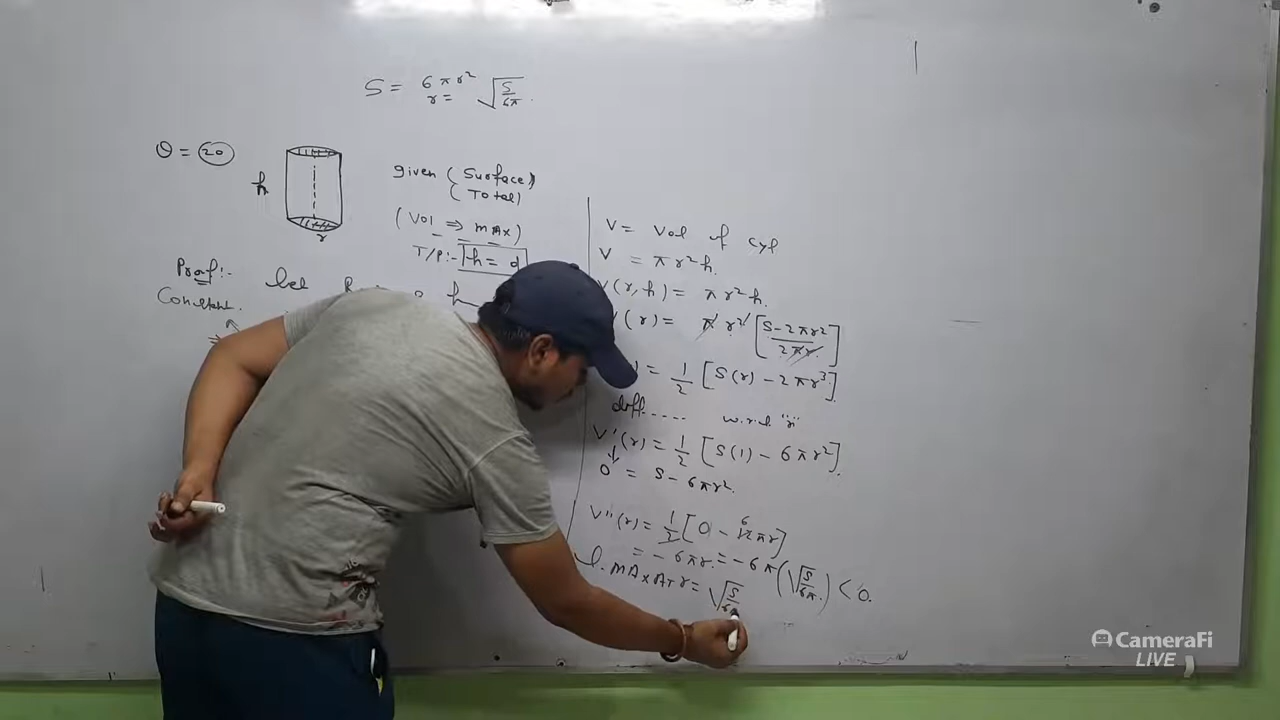 S = 6πr²
r = √(S/6π).
Q = 20
h
r
given (Surface)
(Total)
(Vol ⇒ MAX)
T/P:- h = d
Proof:- let
Constant.
V = Vol of Cyl
V = πr²h.
V(r,h) = πr²h.
(r) = πr² [S-2πr²/2πr]
= 1/2 [S(r) - 2πr³].
diff..... w.r.t "r"
V'(r) = 1/2 [S(1) - 6πr²].
0 = S - 6πr².
V''(r) = 1/2 [0 - 12πr] 6
= -6πr. = -6π(√(S/6π)) < 0.
MAX AT r = √(S/6π
CameraFi
LIVE